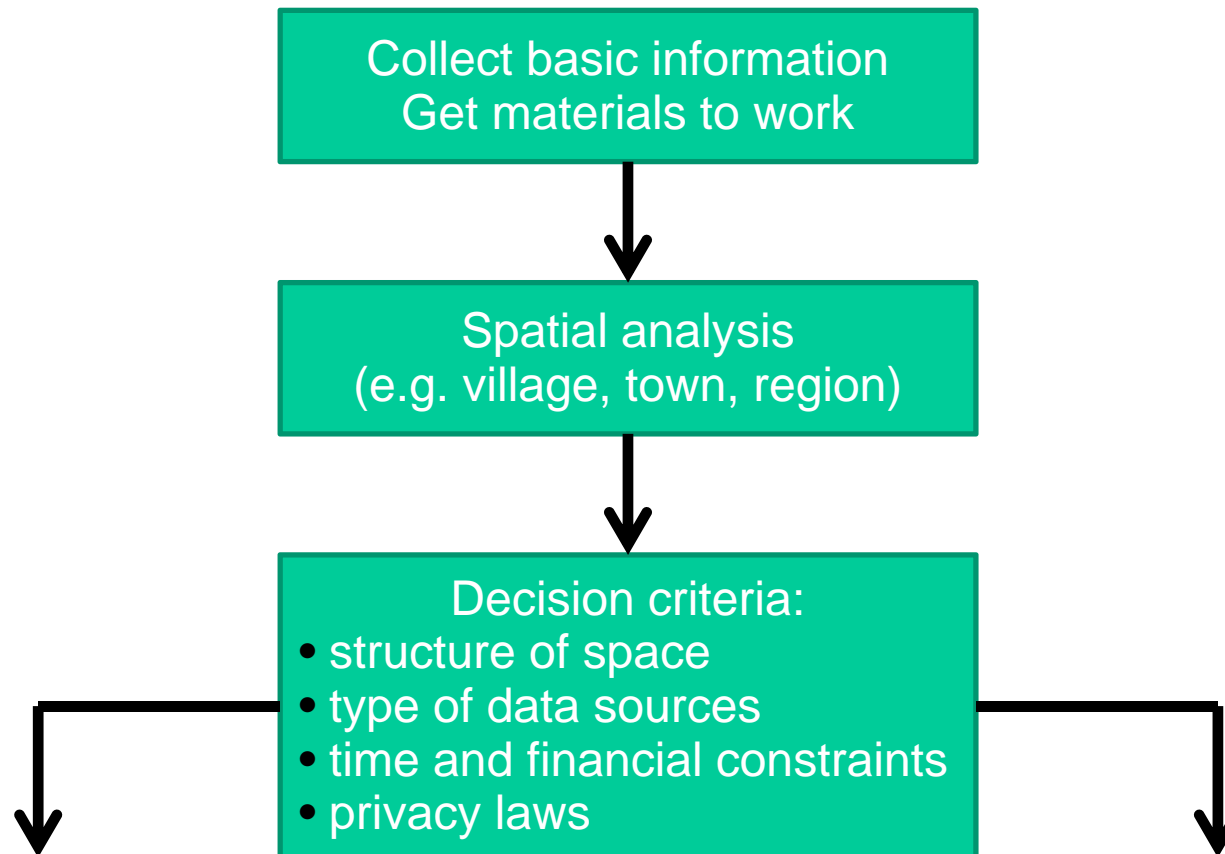 Collect basic information
Get materials to work
Spatial analysis
(e.g. village, town, region)
Decision criteria:
• structure of space
• type of data sources
• time and financial constraints
• privacy laws